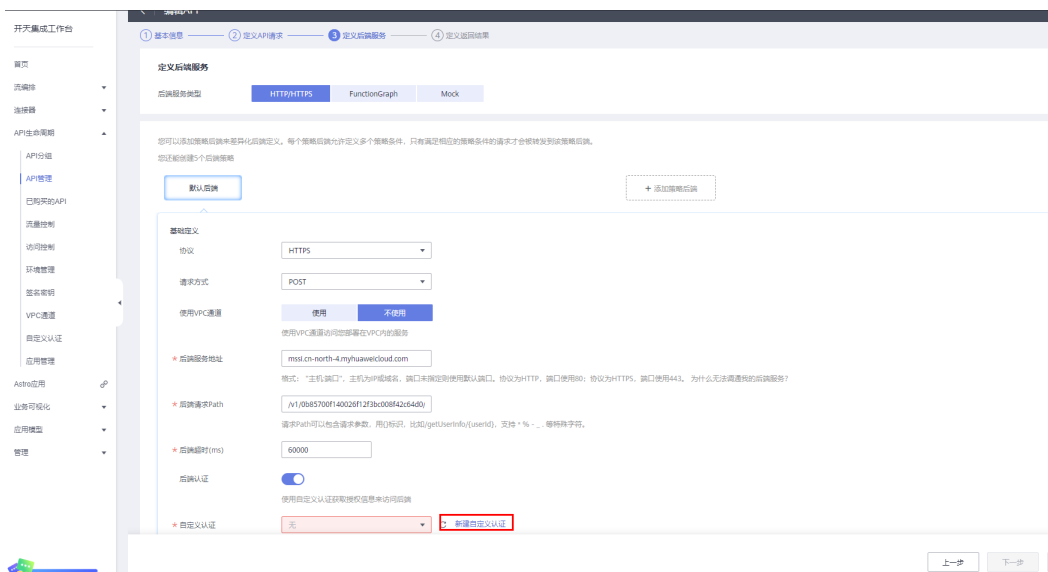 编辑API
开天集成工作台
首页
流编排
连接器
API生命周期
API分组
API管理
已购买的API
流量控制
访问控制
环境管理
签名密钥
VPC通道
自定义认证
应用管理
Astro应用
业务可视化
应用模型
管理
1 基本信息 2 定义API请求 3 定义后端服务 4 定义返回结果
定义后端服务
后端服务类型 HTTP/HTTPS FunctionGraph Mock
您可以添加策略后端来差异化后端定义。每个策略后端允许定义多个策略条件，只有满足相应的策略条件的请求才会被转发到该策略后端。
您还能创建5个后端策略
默认后端 + 添加策略后端
基础定义
协议 HTTPS
请求方式 POST
使用VPC通道 使用 不使用
使用VPC通道访问您部署在VPC内的服务
* 后端服务地址 mssi.cn-north-4.myhuaweicloud.com
格式： "主机:端口"，主机为IP或域名，端口未指定则使用默认端口。协议为HTTP，端口使用80；协议为HTTPS，端口使用443。 为什么无法调通我的后端服务?
* 后端请求Path /v1/0b85700f140026f12f3bc008f42c64d0/
请求Path可以包含请求参数，用{}标识，比如/getUserInfo/{userId}，支持 * % - _ . 等特殊字符。
* 后端超时(ms) 60000
后端认证
使用自定义认证获取授权信息来访问后端
* 自定义认证 无 新建自定义认证
上一步 下一步